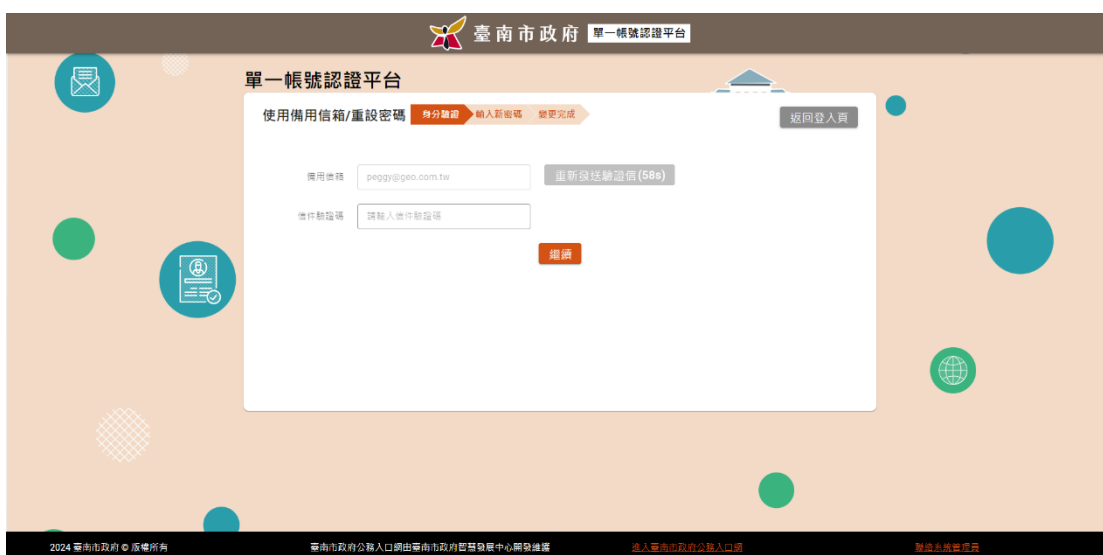 臺南市政府 單一帳號認證平台
單一帳號認證平台
使用備用信箱/重設密碼 身分驗證 輸入新密碼 變更完成 返回登入頁
備用信箱 peggy@geo.com.tw 重新發送驗證信(58s)
信件驗證碼 請輸入信件驗證碼
繼續
2024 臺南市政府 © 版權所有 臺南市政府公務入口網由臺南市政府智慧發展中心開發維護 進入臺南市政府公務入口網 聯絡系統管理員